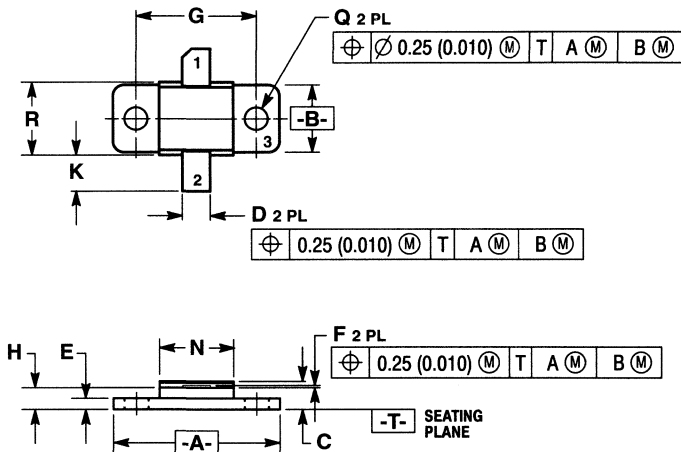 G
Q 2 PL
⌖ ∅ 0.25 (0.010) Ⓜ T A Ⓜ B Ⓜ
1
R
-B-
3
K
2
D 2 PL
⌖ 0.25 (0.010) Ⓜ T A Ⓜ B Ⓜ
H
E
N
F 2 PL
⌖ 0.25 (0.010) Ⓜ T A Ⓜ B Ⓜ
-T- SEATING
PLANE
-A-
C